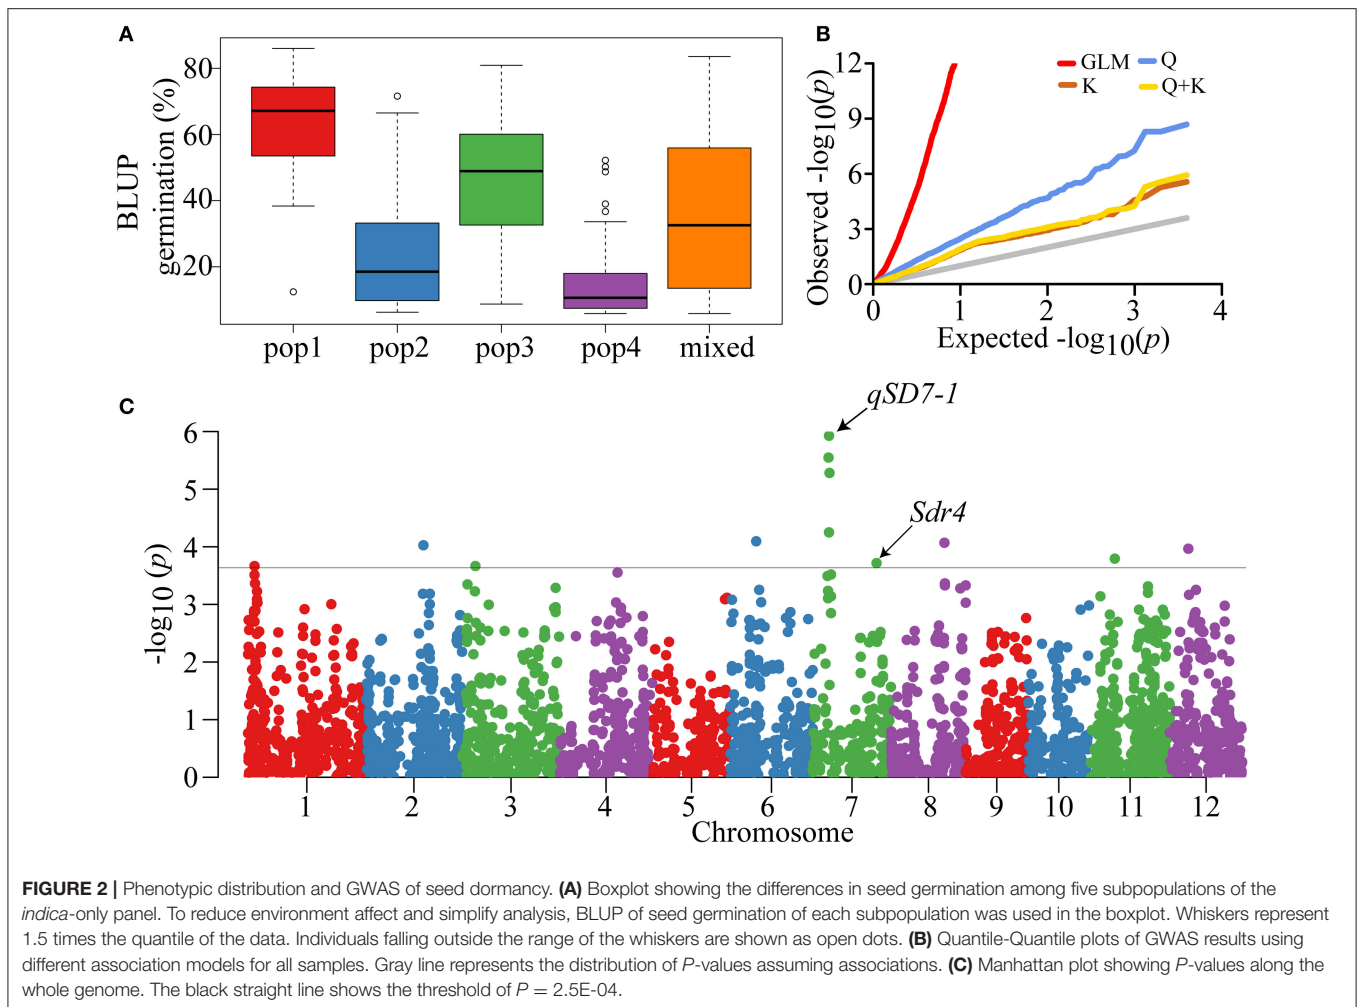 A
BLUP
germination (%)
80
60
40
20
pop1 pop2 pop3 pop4 mixed
B
Observed -log10(p)
12
9
6
3
0
GLM Q
K Q+K
0 1 2 3 4
Expected -log10(p)
C
qSD7-1
Sdr4
-log10 (p)
6
5
4
3
2
1
0
1 2 3 4 5 6 7 8 9 10 11 12
Chromosome
FIGURE 2 | Phenotypic distribution and GWAS of seed dormancy. (A) Boxplot showing the differences in seed germination among five subpopulations of the
indica-only panel. To reduce environment affect and simplify analysis, BLUP of seed germination of each subpopulation was used in the boxplot. Whiskers represent
1.5 times the quantile of the data. Individuals falling outside the range of the whiskers are shown as open dots. (B) Quantile-Quantile plots of GWAS results using
different association models for all samples. Gray line represents the distribution of P-values assuming associations. (C) Manhattan plot showing P-values along the
whole genome. The black straight line shows the threshold of P = 2.5E-04.